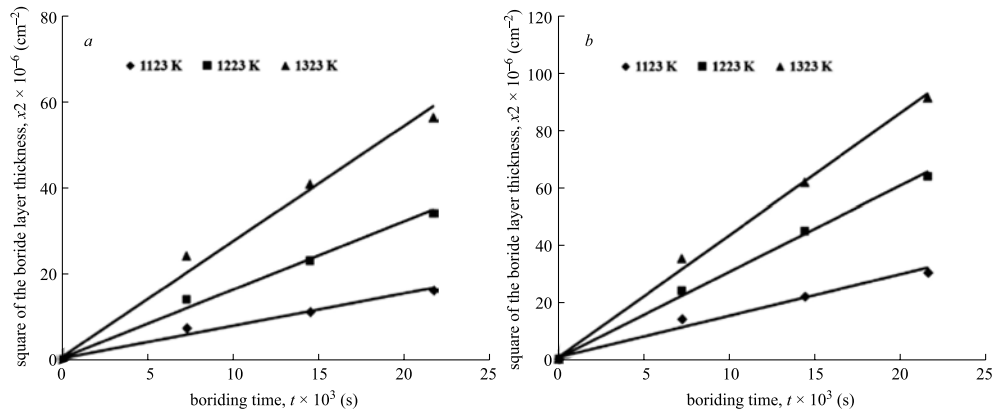 80
60
40
20
0
0
5
10
15
20
25
a
1123 K
1223 K
1323 K
square of the boride layer thickness, x2 × 10–6 (cm–2)
boriding time, t × 103 (s)
120
100
80
60
40
20
0
0
5
10
15
20
25
b
1123 K
1223 K
1323 K
square of the boride layer thickness, x2 × 10–6 (cm–2)
boriding time, t × 103 (s)